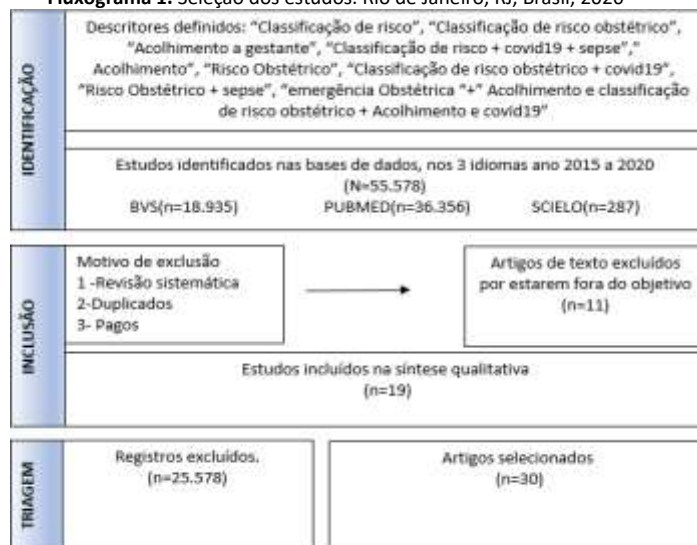 Fluxograma 1. Seleção dos estudos. Rio de Janeiro, RJ, Brasil, 2020
IDENTIFICAÇÃO
Descritores definidos: “Classificação de risco”, “Classificação de risco obstétrico”,
“Acolhimento a gestante”, “Classificação de risco + covid19 + sepse”,”
Acolhimento”, “Risco Obstétrico”, “Classificação de risco obstétrico + covid19”,
“Risco Obstétrico + sepse”, “emergência Obstétrica “+” Acolhimento e classificação
de risco obstétrico + Acolhimento e covid19”
Estudos identificados nas bases de dados, nos 3 idiomas ano 2015 a 2020
(N=55.578)
BVS(n=18.935) PUBMED(n=36.356) SCIELO(n=287)
INCLUSÃO
Motivo de exclusão
1 -Revisão sistemática
2-Duplicados
3- Pagos
Artigos de texto excluídos
por estarem fora do objetivo
(n=11)
Estudos incluídos na síntese qualitativa
(n=19)
TRIAGEM
Registros excluídos.
(n=25.578)
Artigos selecionados
(n=30)